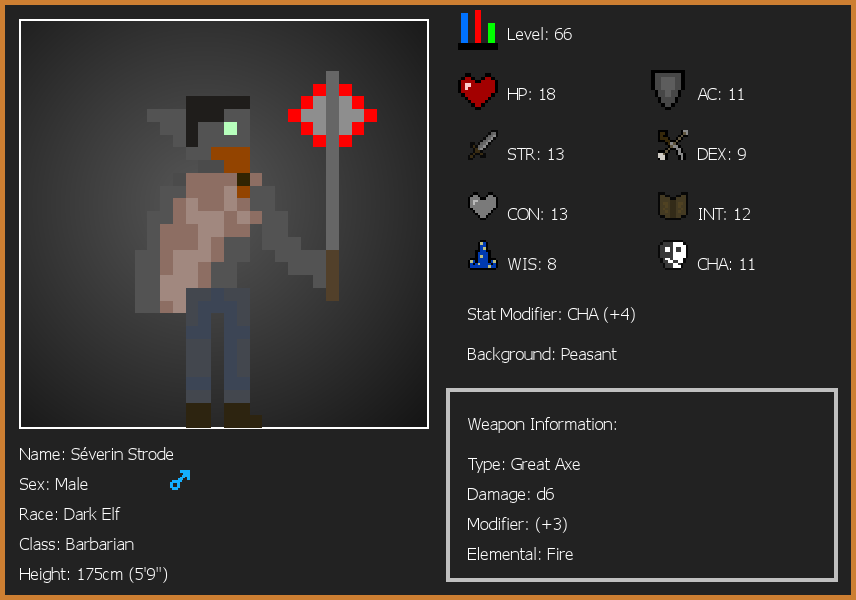 Level: 66
HP: 18
AC: 11
STR: 13
DEX: 9
CON: 13
INT: 12
WIS: 8
CHA: 11
Stat Modifier: CHA (+4)
Background: Peasant
Weapon Information:
Type: Great Axe
Damage: d6
Modifier: (+3)
Elemental: Fire
Name: Séverin Strode
Sex: Male
Race: Dark Elf
Class: Barbarian
Height: 175cm (5'9")